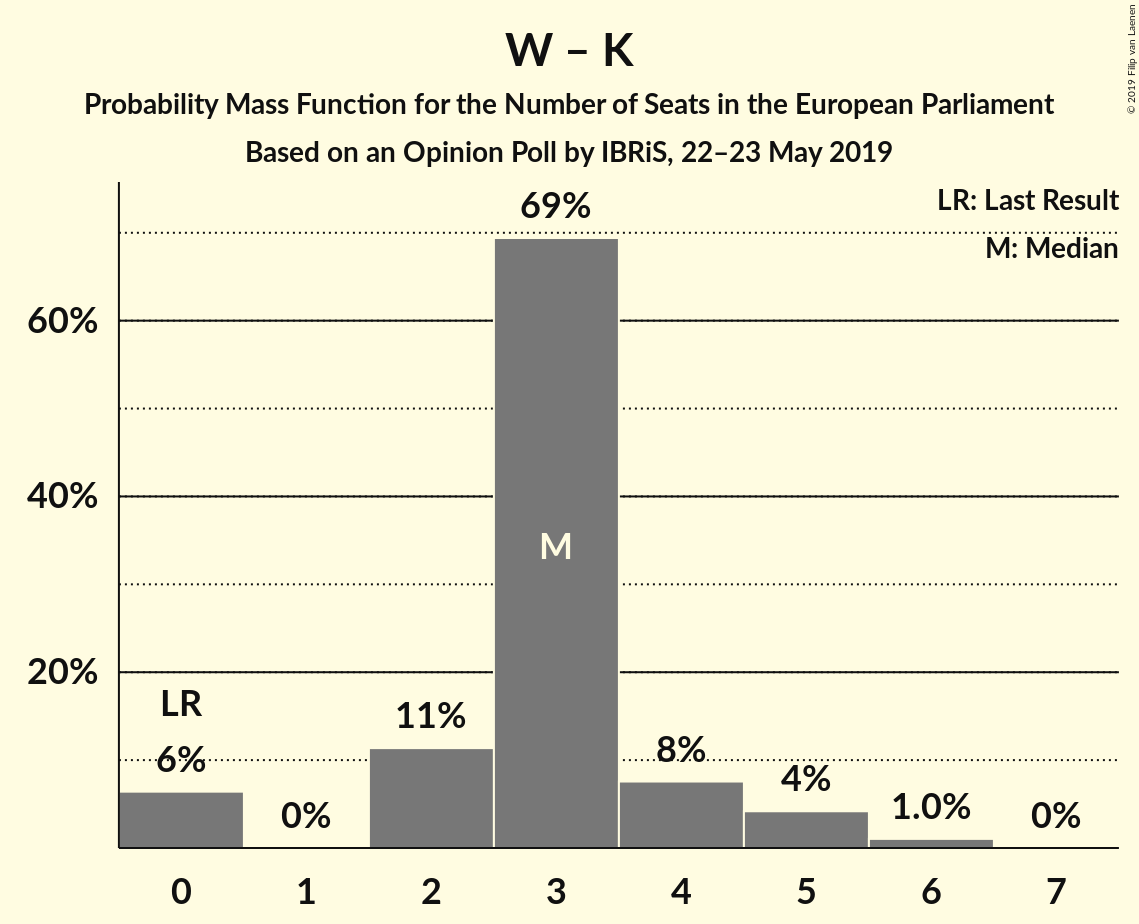 W – K
Probability Mass Function for the Number of Seats in the European Parliament
Based on an Opinion Poll by IBRiS, 22–23 May 2019
© 2019 Filip van Laenen
LR: Last Result
M: Median
69%
60%
40%
M
20%
LR
11%
6%
8%
4%
0%
1.0%
0%
0 1 2 3 4 5 6 7